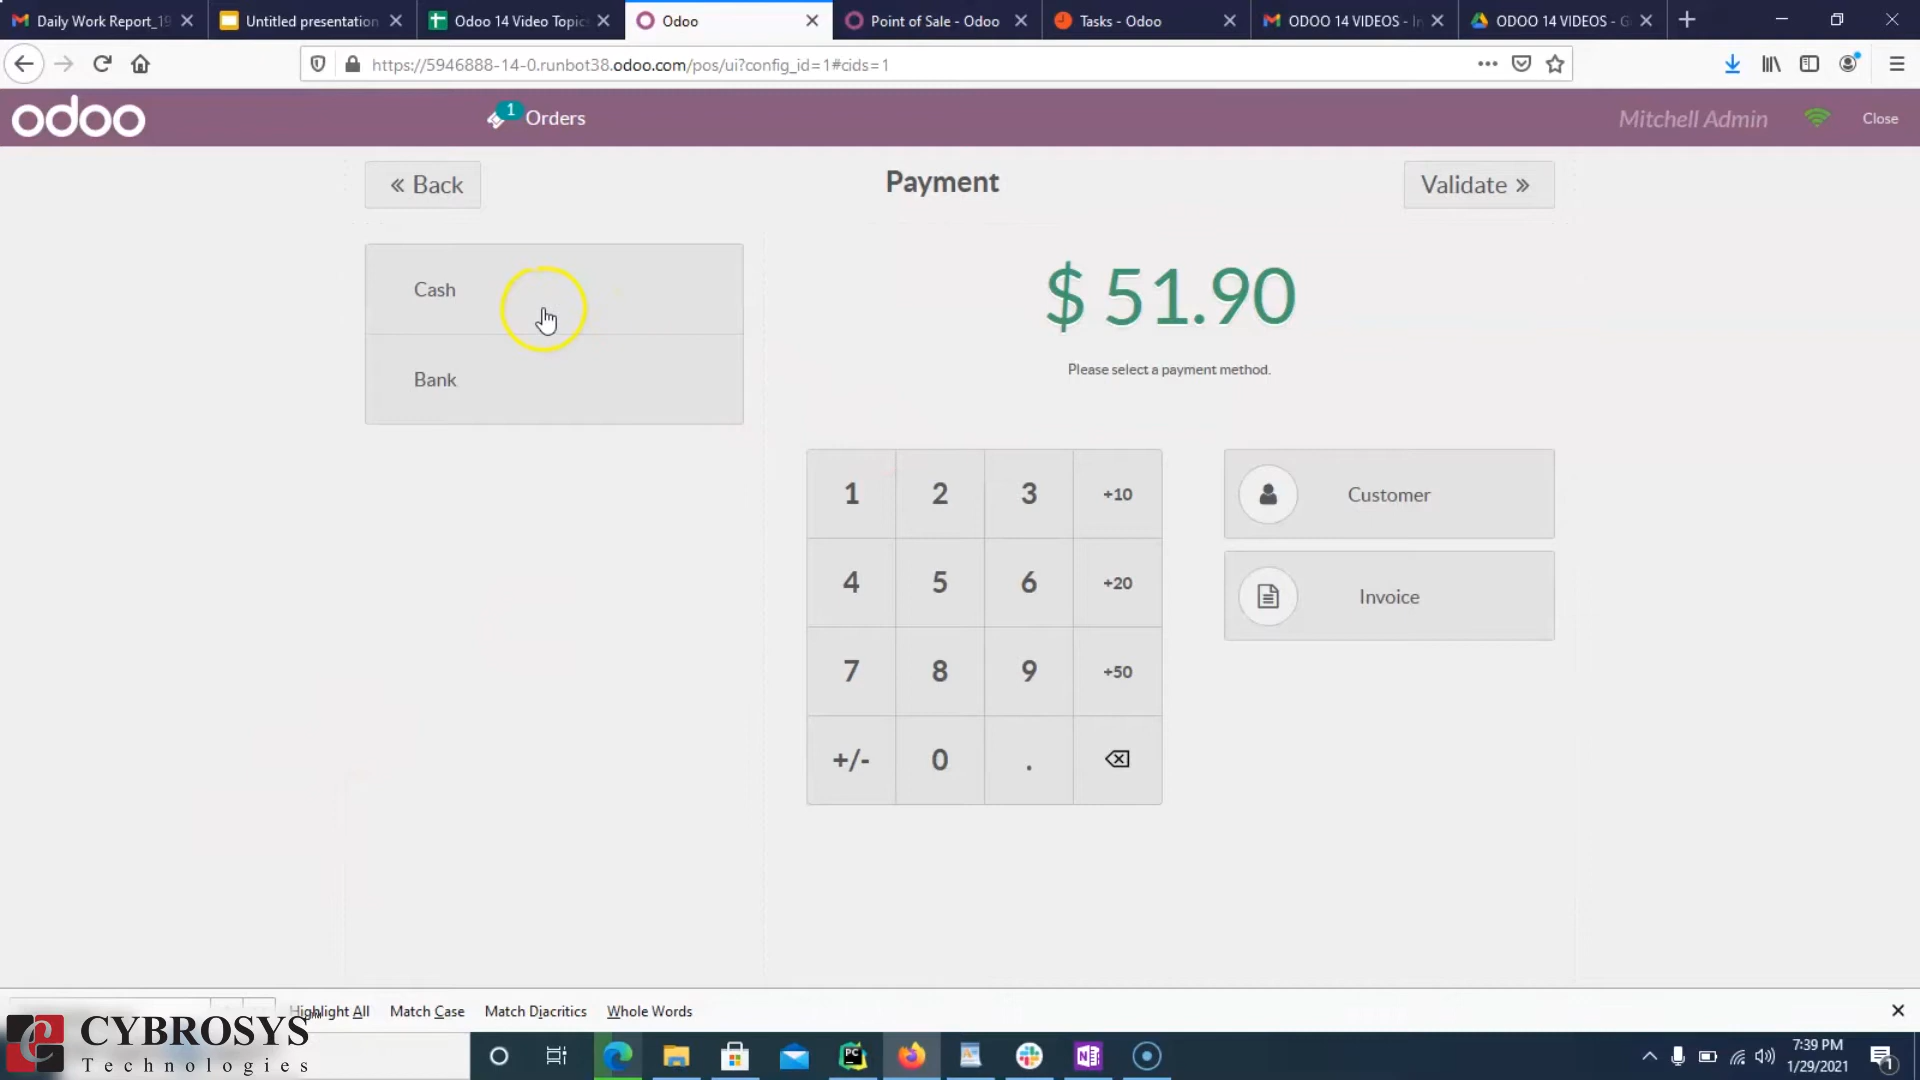 Daily Work Report_19
Untitled presentation
Odoo 14 Video Topic
Odoo
Point of Sale - Odoo
Tasks - Odoo
ODOO 14 VIDEOS - In
ODOO 14 VIDEOS - G
https://5946888-14-0.runbot38.odoo.com/pos/ui?config_id=1#cids=1
odoo
1
Orders
Mitchell Admin
Close
« Back
Payment
Validate »
Cash
Bank
$ 51.90
Please select a payment method.
1 2 3 +10
4 5 6 +20
7 8 9 +50
+/- 0 .
Customer
Invoice
Highlight All
Match Case
Match Diacritics
Whole Words
CYBROSYS
Technologies
PC
N
7:39 PM
1/29/2021
1